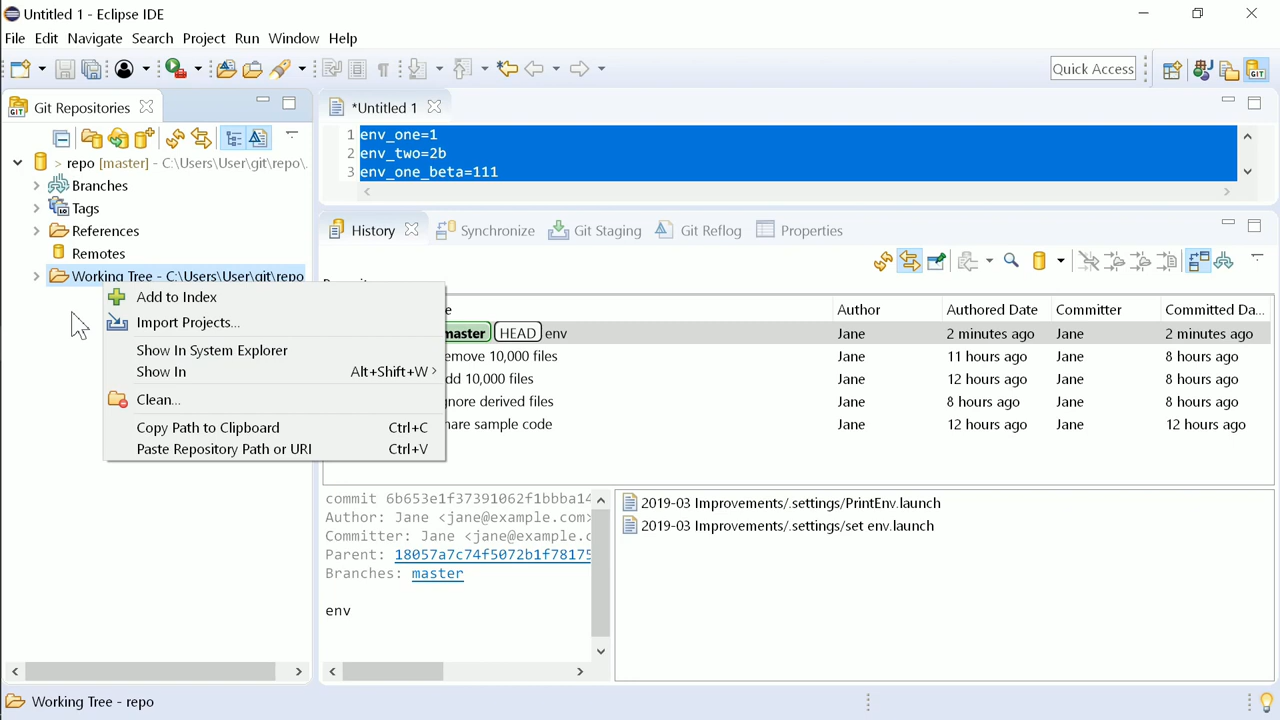 Untitled 1 - Eclipse IDE
File Edit Navigate Search Project Run Window Help
Quick Access
Git Repositories
> repo [master] - C:\Users\User\git\repo\.
Branches
Tags
References
Remotes
Working Tree - C:\Users\User\git\repo
Add to Index
Import Projects...
Show In System Explorer
Show In Alt+Shift+W
Clean...
Copy Path to Clipboard Ctrl+C
Paste Repository Path or URI Ctrl+V
*Untitled 1
1 env_one=1
2 env_two=2b
3 env_one_beta=111
History Synchronize Git Staging Git Reflog Properties
Author Authored Date Committer Committed Da...
master HEAD env Jane 2 minutes ago Jane 2 minutes ago
emove 10,000 files Jane 11 hours ago Jane 8 hours ago
dd 10,000 files Jane 12 hours ago Jane 8 hours ago
gnore derived files Jane 8 hours ago Jane 8 hours ago
hare sample code Jane 12 hours ago Jane 12 hours ago
commit 6b653e1f37391062f1bbba14
Author: Jane <jane@example.com>
Committer: Jane <jane@example.c
Parent: 18057a7c74f5072b1f78175
Branches: master
env
2019-03 Improvements/.settings/PrintEnv.launch
2019-03 Improvements/.settings/set env.launch
Working Tree - repo